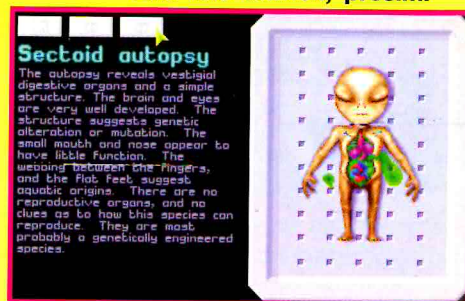 Sectoid autopsy
The autopsy reveals vestigial
digestive organs and a simple
structure. The brain and eyes
are very well developed. The
structure suggests genetic
alteration or mutation. The
small mouth and nose appear to
have little function. The
webbing between the fingers,
and the flat feet suggest
aquatic origins. There are no
reproductive organs, and no
clues as to how this species can
reproduce. They are most
probably a genetically engineered
species.